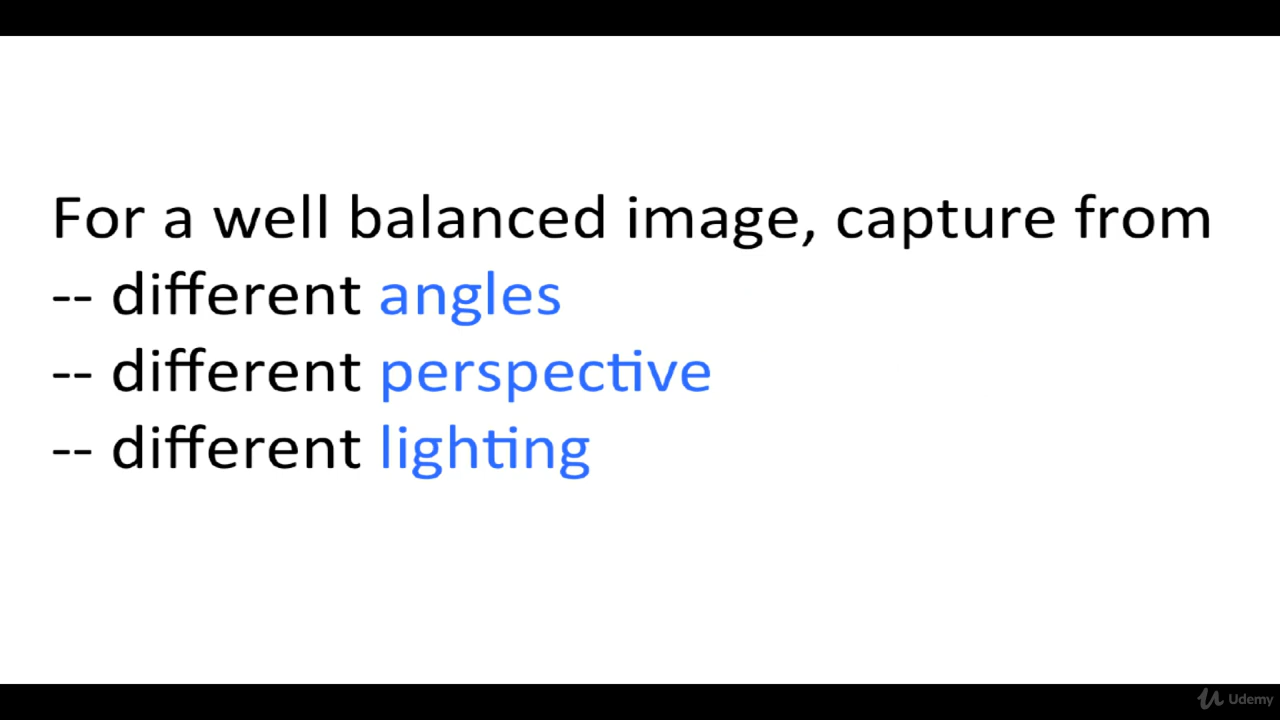 For a well balanced image, capture from
-- different angles
-- different perspective
-- different lighting
Udemy